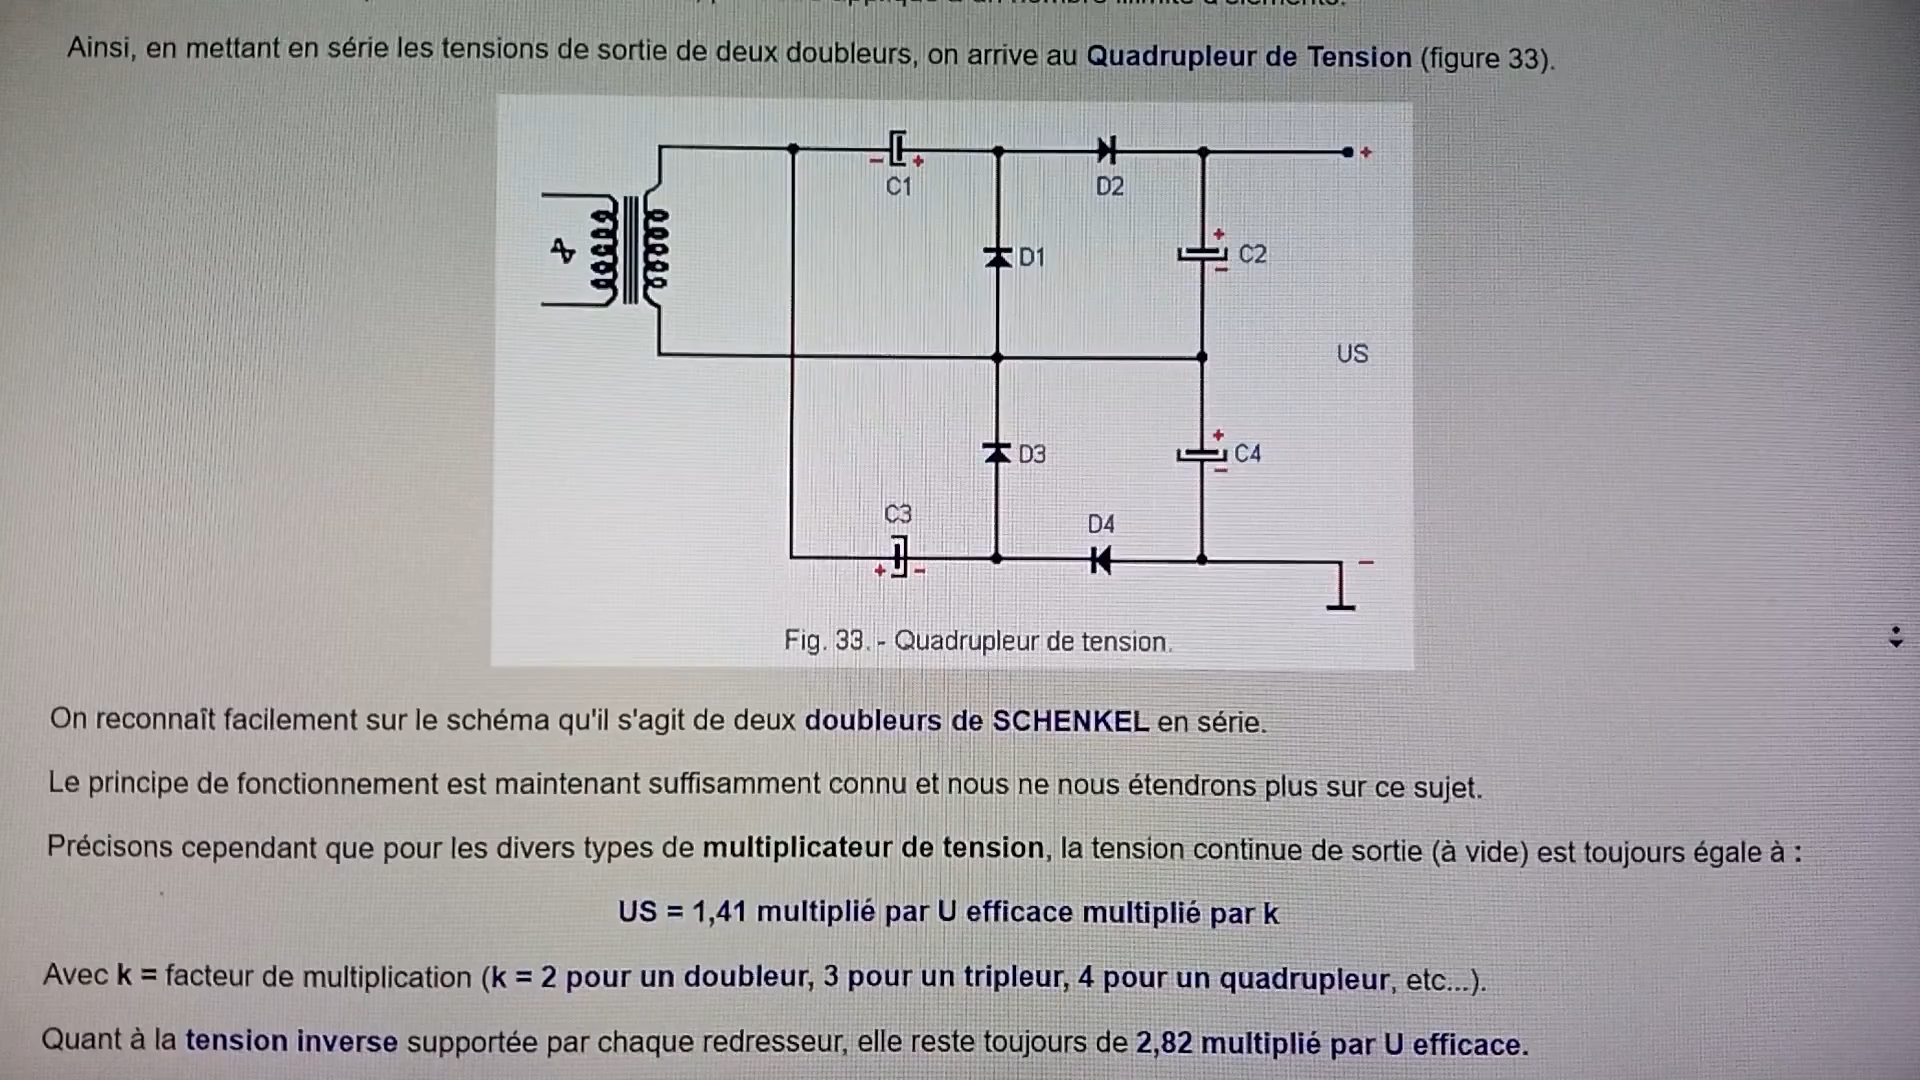 Ainsi, en mettant en série les tensions de sortie de deux doubleurs, on arrive au Quadrupleur de Tension (figure 33).
- C1 +
D2
+
D1
+
C2
-
US
D3
+
C4
-
C3
+ -
D4
-
Fig. 33. - Quadrupleur de tension.
On reconnaît facilement sur le schéma qu'il s'agit de deux doubleurs de SCHENKEL en série.
Le principe de fonctionnement est maintenant suffisamment connu et nous ne nous étendrons plus sur ce sujet.
Précisons cependant que pour les divers types de multiplicateur de tension, la tension continue de sortie (à vide) est toujours égale à :
US = 1,41 multiplié par U efficace multiplié par k
Avec k = facteur de multiplication (k = 2 pour un doubleur, 3 pour un tripleur, 4 pour un quadrupleur, etc...).
Quant à la tension inverse supportée par chaque redresseur, elle reste toujours de 2,82 multiplié par U efficace.